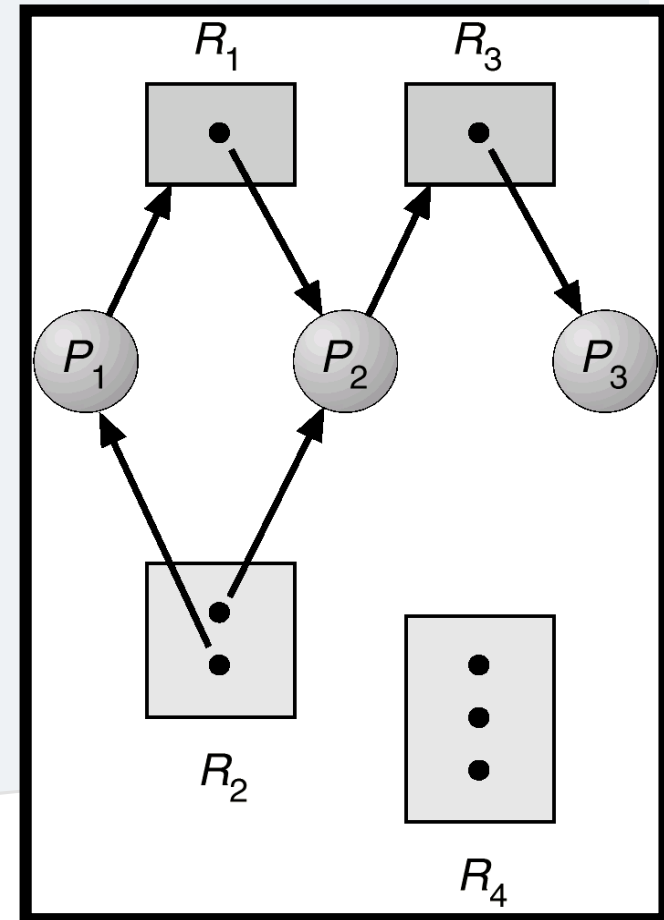 R₁ R₃
P₁ P₂ P₃
R₂
R₄